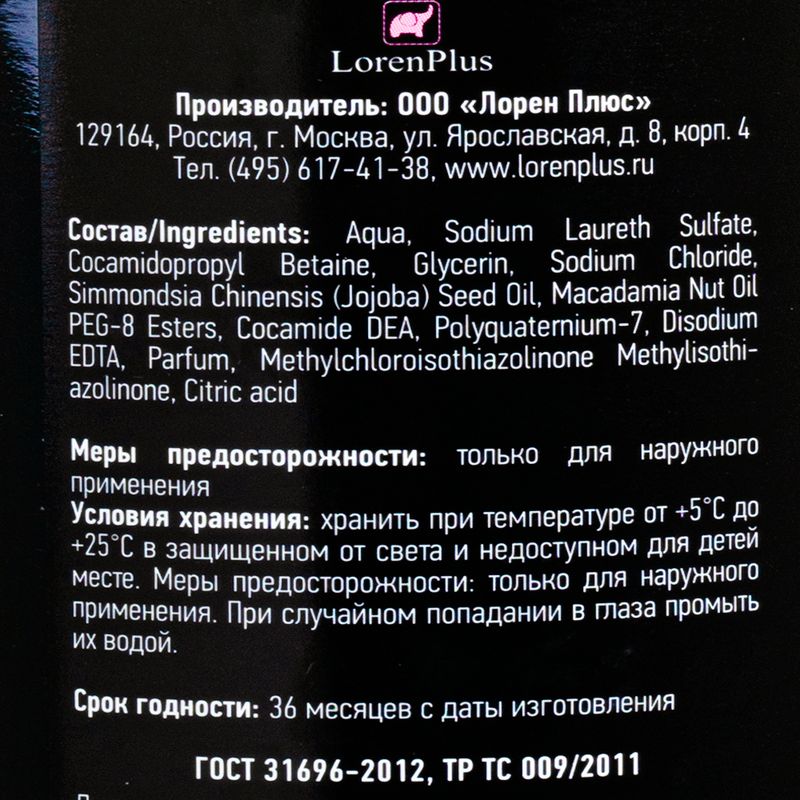 LorenPlus
Производитель: ООО «Лорен Плюс»
129164, Россия, г. Москва, ул. Ярославская, д. 8, корп. 4
Тел. (495) 617-41-38, www.lorenplus.ru
Состав/Ingredients: Aqua, Sodium Laureth Sulfate,
Cocamidopropyl Betaine, Glycerin, Sodium Chloride,
Simmondsia Chinensis (Jojoba) Seed Oil, Macadamia Nut Oil
PEG-8 Esters, Cocamide DEA, Polyquaternium-7, Disodium
EDTA, Parfum, Methylchloroisothiazolinone Methylisothi-
azolinone, Citric acid
Меры предосторожности: только для наружного
применения
Условия хранения: хранить при температуре от +5°С до
+25°С в защищенном от света и недоступном для детей
месте. Меры предосторожности: только для наружного
применения. При случайном попадании в глаза промыть
их водой.
Срок годности: 36 месяцев с даты изготовления
ГОСТ 31696-2012, ТР ТС 009/2011